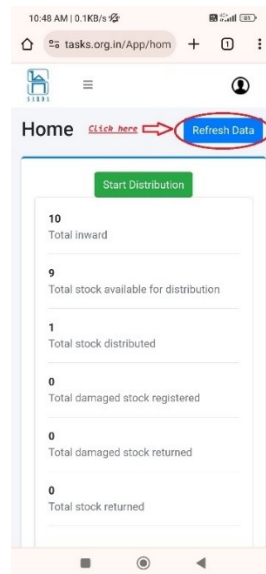 10:48 AM | 0.1KB/s
tasks.org.in/App/hom
1
Home
Click here
Refresh Data
Start Distribution
10
Total inward
9
Total stock available for distribution
1
Total stock distributed
0
Total damaged stock registered
0
Total damaged stock returned
0
Total stock returned